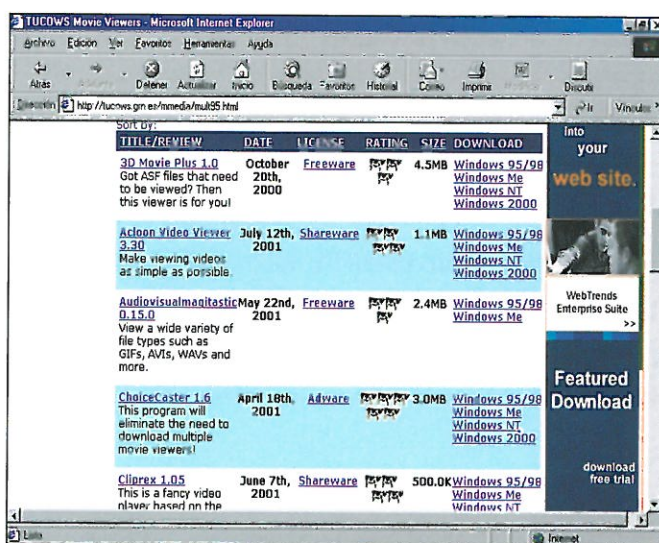 TUCOWS Movie Viewers - Microsoft Internet Explorer
Archivo Edición Ver Favoritos Herramientas Ayuda
Atrás Detener Actualizar Inicio Búsqueda Favoritos Historial Correo Imprimir Discutir
Dirección http://tucows.grn.es/mmedia/mult95.html Ir Vínculos
Sort by:
TITLE/REVIEW DATE LICENSE RATING SIZE DOWNLOAD
3D Movie Plus 1.0 October Freeware 4.5MB Windows 95/98
Got ASF files that need 20th, Windows Me
to be viewed? Then 2000 Windows NT
this viewer is for you! Windows 2000
Acloon Video Viewer July 12th, Shareware 1.1MB Windows 95/98
3.30 2001 Windows Me
Make viewing videos Windows NT
as simple as possible. Windows 2000
Audiovisualmagitastic May 22nd, Freeware 2.4MB Windows 95/98
0.15.0 2001 Windows Me
View a wide variety of
file types such as
GIFs, AVIs, WAVs and
more.
ChoiceCaster 1.6 April 18th, Adware 3.0MB Windows 95/98
This program will 2001 Windows Me
eliminate the need to Windows NT
download multiple Windows 2000
movie viewers!
Cliprex 1.05 June 7th, Shareware 500.0K Windows 95/98
This is a fancy video 2001 Windows Me
player based on the Windows NT
into
your
web site.
WebTrends
Enterprise Suite
>>
Featured
Download
download
free trial
Listo Internet